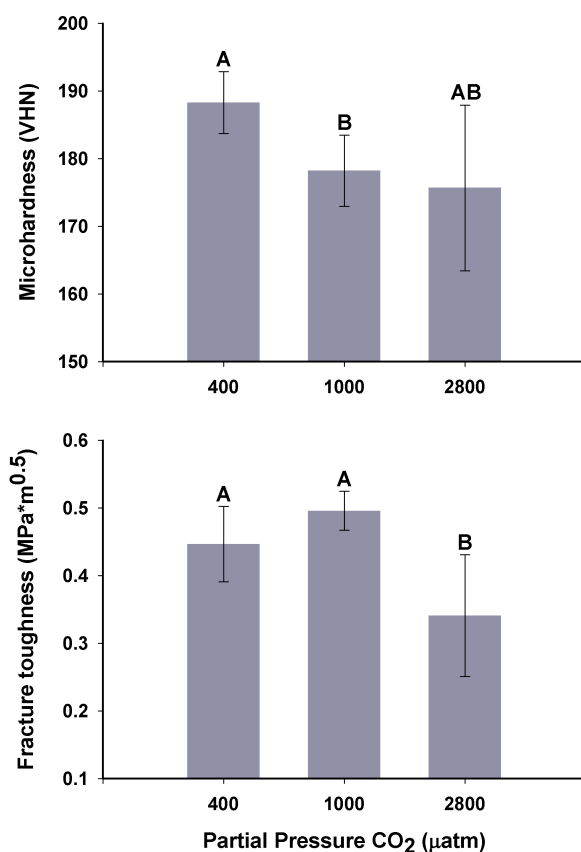 Microhardness (VHN)
200
190
180
170
160
150
A
B
AB
400
1000
2800
Fracture toughness (MPa*m0.5)
0.6
0.5
0.4
0.3
0.2
0.1
A
A
B
400
1000
2800
Partial Pressure CO2 (µatm)